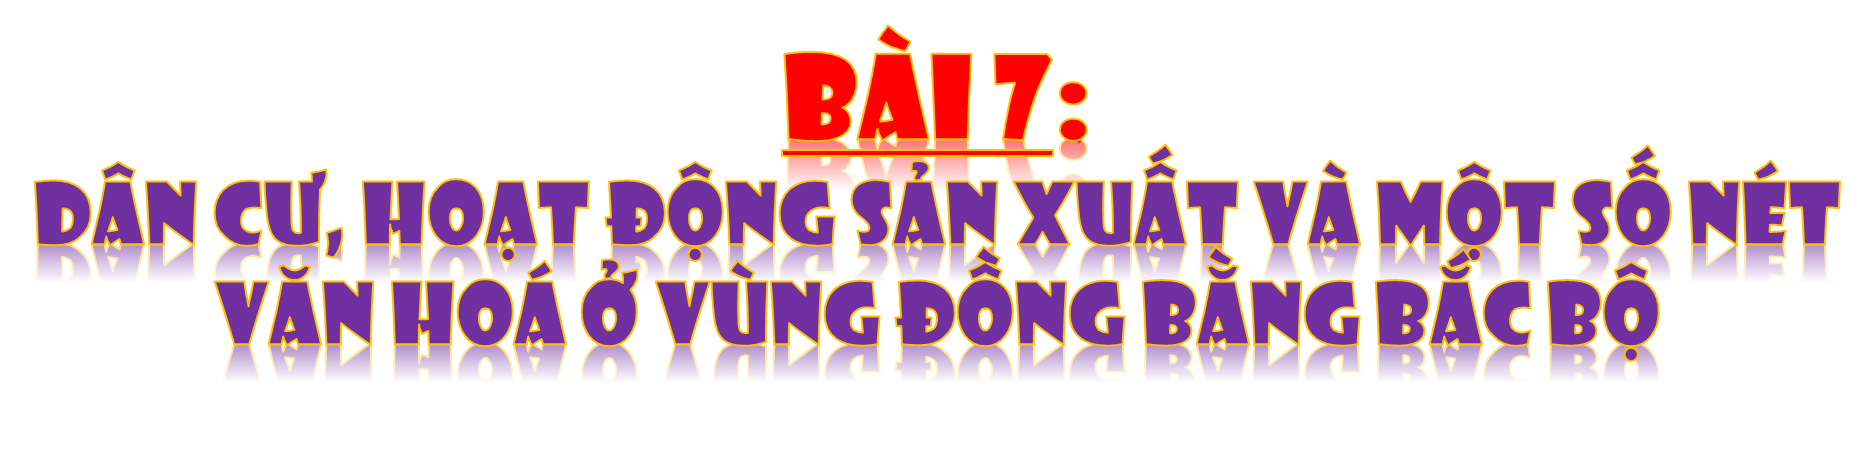 BÀI 7:
DÂN CƯ, HOẠT ĐỘNG SẢN XUẤT VÀ MỘT SỐ NÉT
VĂN HOÁ Ở VÙNG ĐỒNG BẰNG BẮC BỘ